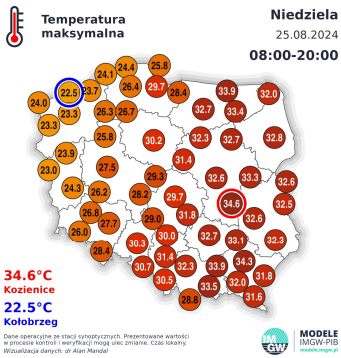 Temperatura
maksymalna
Niedziela
25.08.2024
08:00-20:00
24.1 24.4 25.8
24.0 22.5 23.7 26.4 29.7 28.4 33.9 32.0
23.3 23.3 26.3 26.7 32.7 33.4
25.8 30.2 32.3 32.7 32.8
23.9 27.5 31.4
23.0 29.3 32.6 33.3 32.6
24.3 26.2 28.2 29.7 34.6 32.5
26.8 27.7 29.0 31.8 32.6
26.0 28.4 30.3 30.0 32.7 33.1 32.3
30.7 31.4 32.3 33.9 34.3 31.8
30.5 33.5 32.0 31.6
28.8
34.6°C
Kozienice
22.5°C
Kołobrzeg
Dane operacyjne ze stacji synoptycznych. Prezentowane wartości
w procesie kontroli i weryfikacji mogą ulec zmianie. Czas lokalny.
Wizualizacja danych: dr Alan Mandal
IM
GW
MODELE
IMGW-PIB
modele.imgw.pl